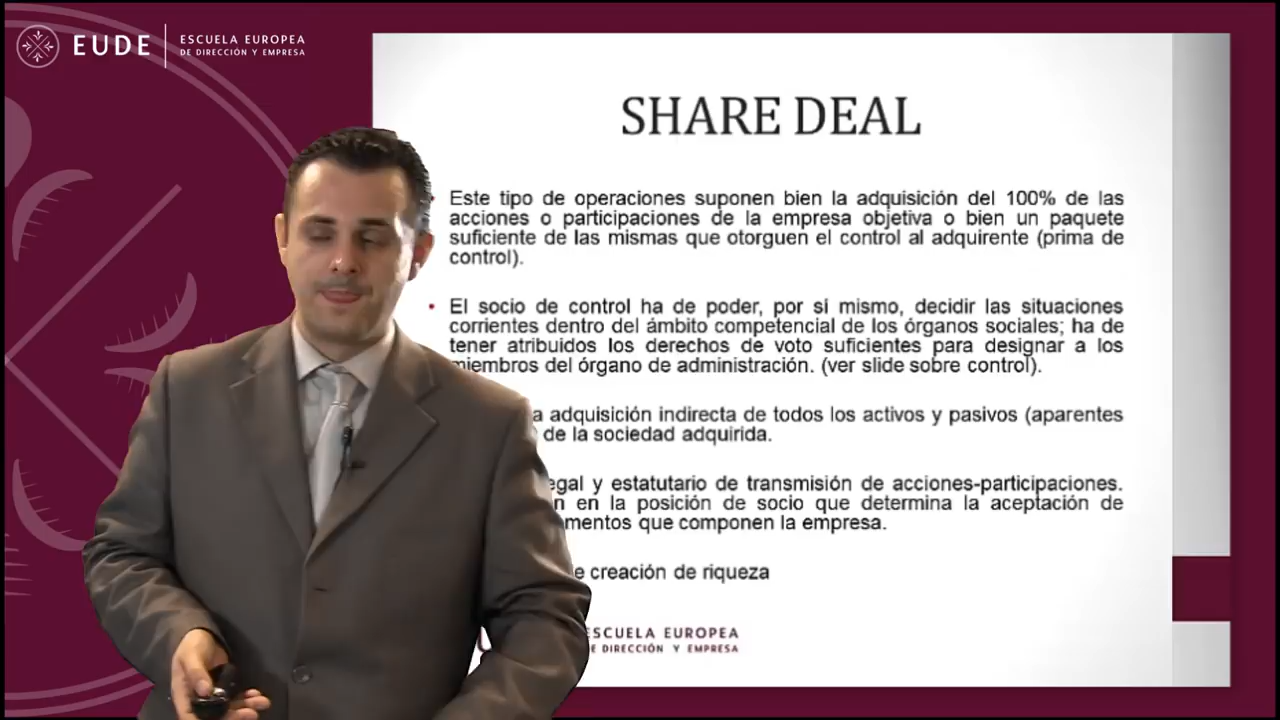 EUDE
ESCUELA EUROPEA
DE DIRECCIÓN Y EMPRESA
SHARE DEAL
Este tipo de operaciones suponen bien la adquisición del 100% de las
acciones o participaciones de la empresa objetiva o bien un paquete
suficiente de las mismas que otorguen el control al adquirente (prima de
control).
El socio de control ha de poder, por sí mismo, decidir las situaciones
corrientes dentro del ámbito competencial de los órganos sociales; ha de
tener atribuidos los derechos de voto suficientes para designar a los
miembros del órgano de administración. (ver slide sobre control).
a adquisición indirecta de todos los activos y pasivos (aparentes
de la sociedad adquirida.
egal y estatutario de transmisión de acciones-participaciones.
n en la posición de socio que determina la aceptación de
mentos que componen la empresa.
e creación de riqueza
ESCUELA EUROPEA
DE DIRECCIÓN Y EMPRESA